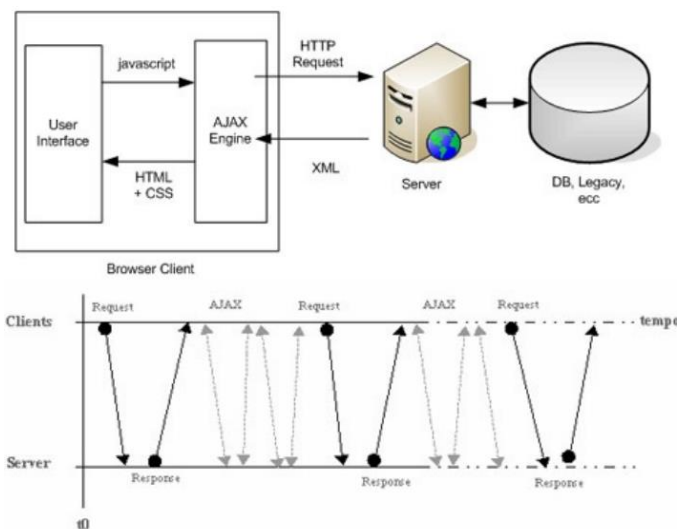 javascript
HTTP
Request
User
Interface
AJAX
Engine
HTML
+ CSS
XML
Server
DB, Legacy,
ecc
Browser Client
Request
AJAX
Request
AJAX
Request
Clients
tempo
Server
Response
Response
Response
t0